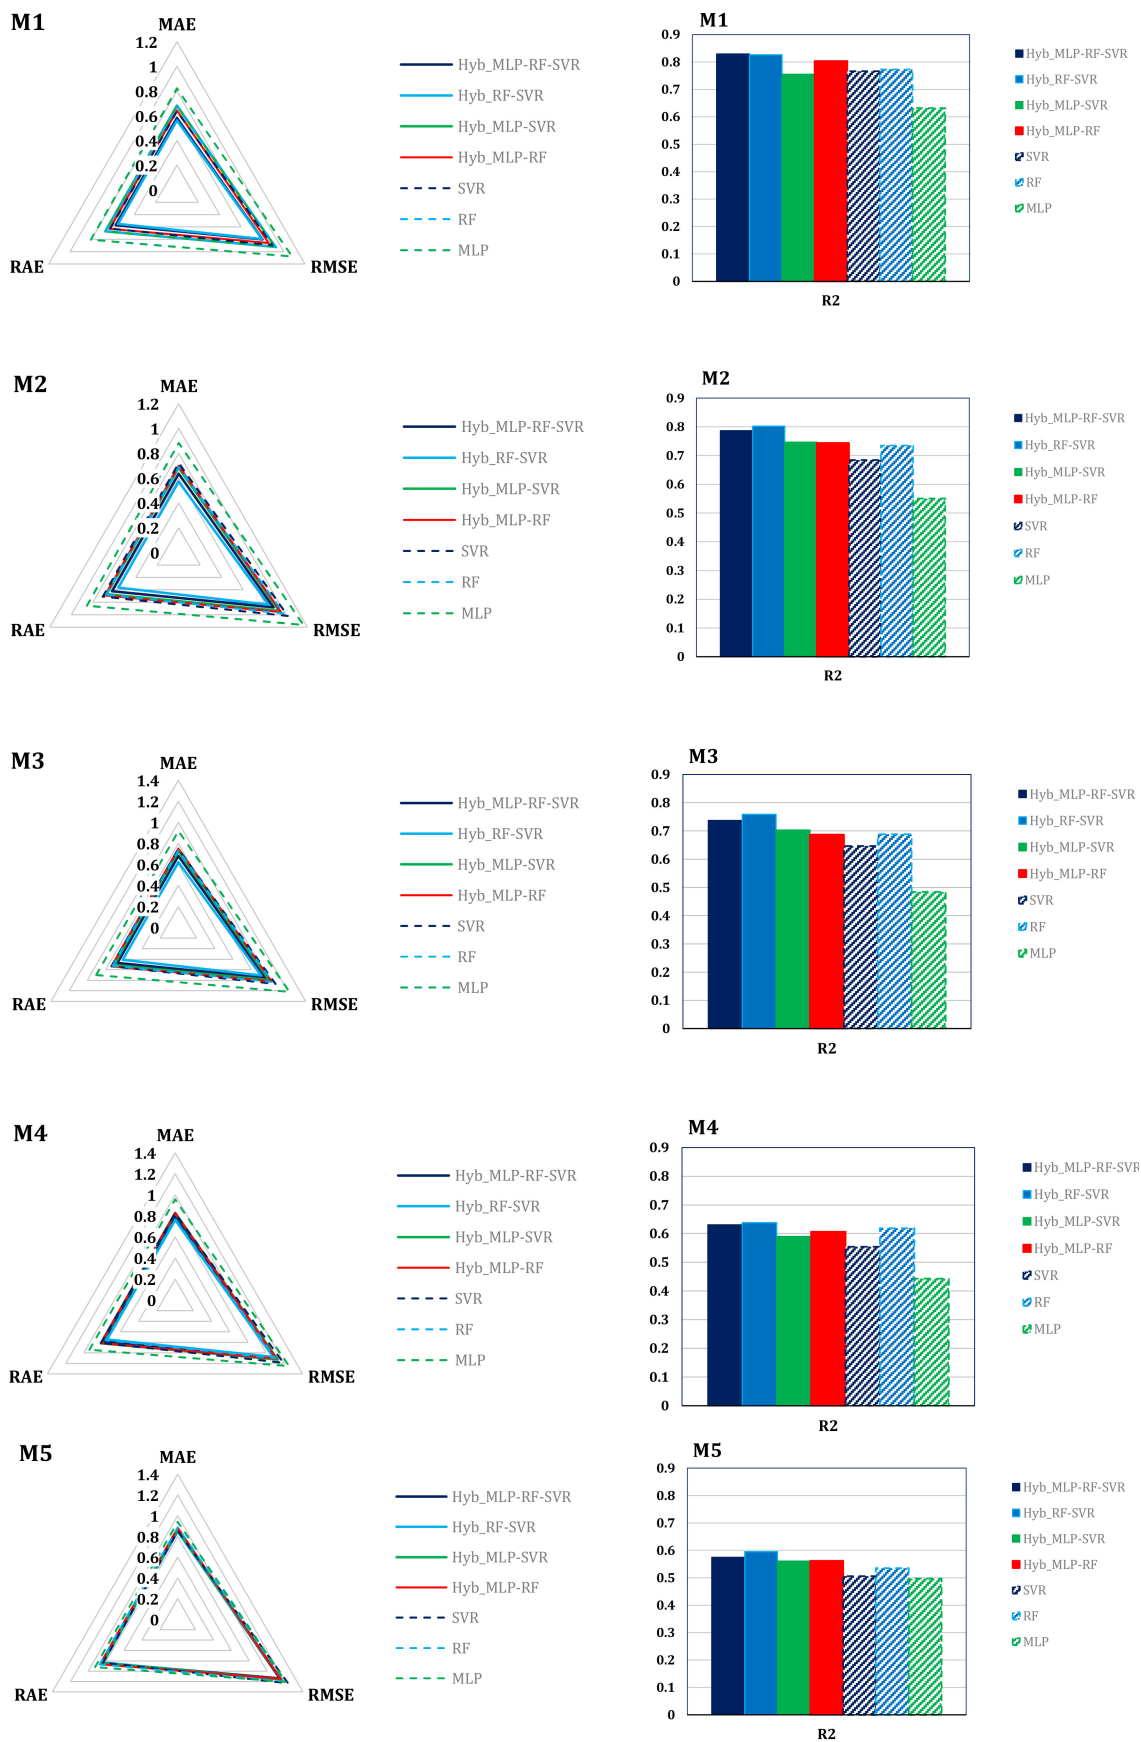 M1
MAE
1.2
1
0.8
0.6
0.4
0.2
0
RAE
RMSE
Hyb_MLP-RF-SVR
Hyb_RF-SVR
Hyb_MLP-SVR
Hyb_MLP-RF
SVR
RF
MLP
M1
0.9
0.8
0.7
0.6
0.5
0.4
0.3
0.2
0.1
0
R2
Hyb_MLP-RF-SVR
Hyb_RF-SVR
Hyb_MLP-SVR
Hyb_MLP-RF
SVR
RF
MLP
M2
MAE
1.2
1
0.8
0.6
0.4
0.2
0
RAE
RMSE
Hyb_MLP-RF-SVR
Hyb_RF-SVR
Hyb_MLP-SVR
Hyb_MLP-RF
SVR
RF
MLP
M2
0.9
0.8
0.7
0.6
0.5
0.4
0.3
0.2
0.1
0
R2
Hyb_MLP-RF-SVR
Hyb_RF-SVR
Hyb_MLP-SVR
Hyb_MLP-RF
SVR
RF
MLP
M3
MAE
1.4
1.2
1
0.8
0.6
0.4
0.2
0
RAE
RMSE
Hyb_MLP-RF-SVR
Hyb_RF-SVR
Hyb_MLP-SVR
Hyb_MLP-RF
SVR
RF
MLP
M3
0.9
0.8
0.7
0.6
0.5
0.4
0.3
0.2
0.1
0
R2
Hyb_MLP-RF-SVR
Hyb_RF-SVR
Hyb_MLP-SVR
Hyb_MLP-RF
SVR
RF
MLP
M4
MAE
1.4
1.2
1
0.8
0.6
0.4
0.2
0
RAE
RMSE
Hyb_MLP-RF-SVR
Hyb_RF-SVR
Hyb_MLP-SVR
Hyb_MLP-RF
SVR
RF
MLP
M4
0.9
0.8
0.7
0.6
0.5
0.4
0.3
0.2
0.1
0
R2
Hyb_MLP-RF-SVR
Hyb_RF-SVR
Hyb_MLP-SVR
Hyb_MLP-RF
SVR
RF
MLP
M5
MAE
1.4
1.2
1
0.8
0.6
0.4
0.2
0
RAE
RMSE
Hyb_MLP-RF-SVR
Hyb_RF-SVR
Hyb_MLP-SVR
Hyb_MLP-RF
SVR
RF
MLP
M5
0.9
0.8
0.7
0.6
0.5
0.4
0.3
0.2
0.1
0
R2
Hyb_MLP-RF-SVR
Hyb_RF-SVR
Hyb_MLP-SVR
Hyb_MLP-RF
SVR
RF
MLP